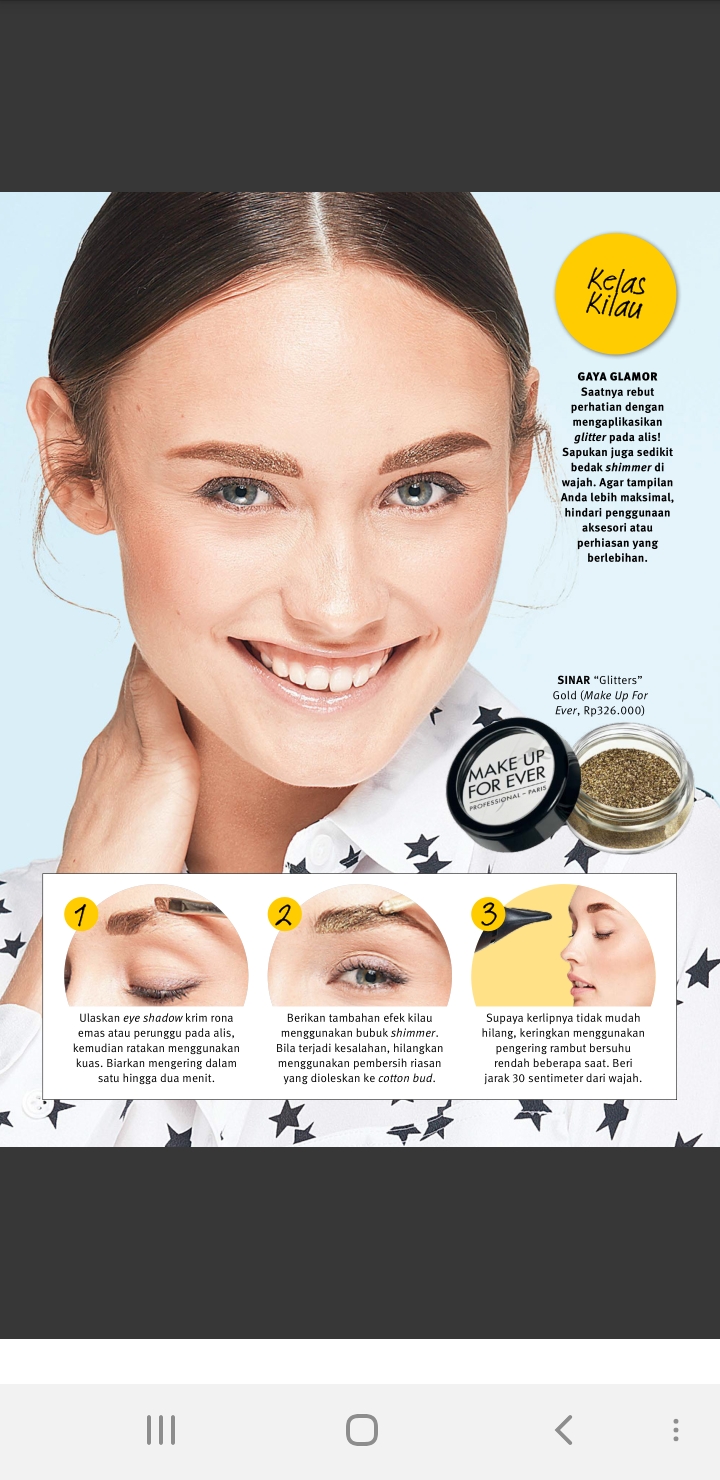 Kelas
Kilau
GAYA GLAMOR
Saatnya rebut
perhatian dengan
mengaplikasikan
glitter pada alis!
Sapukan juga sedikit
bedak shimmer di
wajah. Agar tampilan
Anda lebih maksimal,
hindari penggunaan
aksesori atau
perhiasan yang
berlebihan.
SINAR “Glitters”
Gold (Make Up For
Ever, Rp326.000)
MAKE UP
FOR EVER
PROFESSIONAL – PARIS
1
Ulaskan eye shadow krim rona
emas atau perunggu pada alis,
kemudian ratakan menggunakan
kuas. Biarkan mengering dalam
satu hingga dua menit.
2
Berikan tambahan efek kilau
menggunakan bubuk shimmer.
Bila terjadi kesalahan, hilangkan
menggunakan pembersih riasan
yang dioleskan ke cotton bud.
3
Supaya kerlipnya tidak mudah
hilang, keringkan menggunakan
pengering rambut bersuhu
rendah beberapa saat. Beri
jarak 30 sentimeter dari wajah.